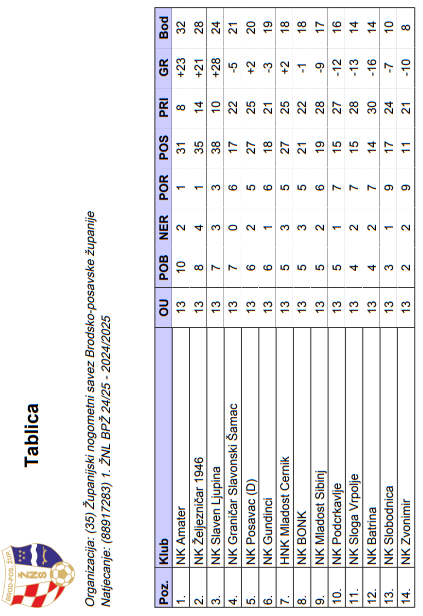 BROD-POS. ŽUP.
ŽNS
Tablica
Organizacija: (35) Županijski nogometni savez Brodsko-posavske županije
Natjecanje: (88917283) 1. ŽNL BPŽ 24/25 - 2024/2025
Poz. Klub OU POB NER POR POS PRI GR Bod
1. NK Amater 13 10 2 1 31 8 +23 32
2. NK Željezničar 1946 13 8 4 1 35 14 +21 28
3. NK Slaven Ljupina 13 7 3 3 38 10 +28 24
4. NK Graničar Slavonski Šamac 13 7 0 6 17 22 -5 21
5. NK Posavac (D) 13 6 2 5 27 25 +2 20
6. NK Gundinci 13 6 1 6 18 21 -3 19
7. HNK Mladost Cernik 13 5 3 5 27 25 +2 18
8. NK BONK 13 5 3 5 21 22 -1 18
9. NK Mladost Sibinj 13 5 2 6 19 28 -9 17
10. NK Podcrkavlje 13 5 1 7 15 27 -12 16
11. NK Sloga Vrpolje 13 4 2 7 15 28 -13 14
12. NK Batrina 13 4 2 7 14 30 -16 14
13. NK Slobodnica 13 3 1 9 17 24 -7 10
14. NK Zvonimir 13 2 2 9 11 21 -10 8